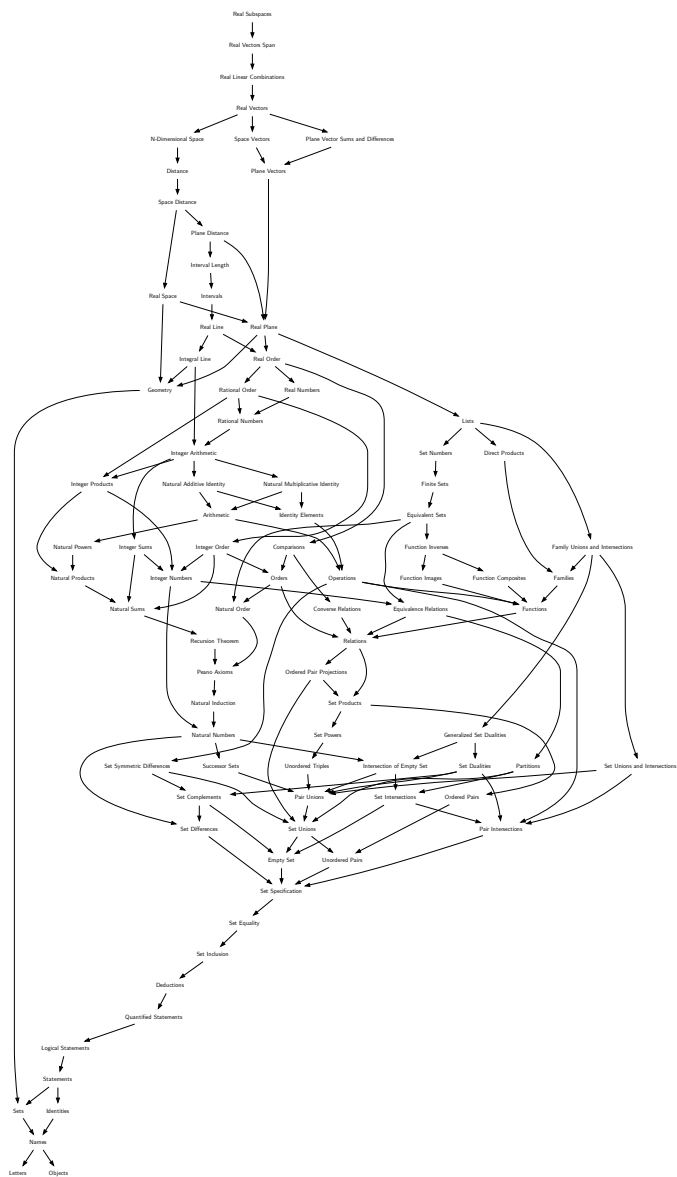 Real Subspaces
Real Vectors Span
Real Linear Combinations
Real Vectors
N-Dimensional Space Space Vectors Plane Vector Sums and Differences
Distance Plane Vectors
Space Distance
Plane Distance
Interval Length
Real Space Intervals
Real Line Real Plane
Integral Line Real Order
Geometry Rational Order Real Numbers
Rational Numbers Lists
Integer Arithmetic Set Numbers Direct Products
Integer Products Natural Additive Identity Natural Multiplicative Identity Finite Sets
Arithmetic Identity Elements Equivalent Sets
Natural Powers Integer Sums Integer Order Comparisons Function Inverses Family Unions and Intersections
Natural Products Integer Numbers Orders Operations Function Images Function Composites Families
Natural Sums Natural Order Converse Relations Equivalence Relations Functions
Recursion Theorem Relations
Peano Axioms Ordered Pair Projections
Natural Induction Set Products
Natural Numbers Set Powers Generalized Set Dualities
Set Symmetric Differences Successor Sets Unordered Triples Intersection of Empty Set Set Dualities Partitions Set Unions and Intersections
Set Complements Pair Unions Set Intersections Ordered Pairs
Set Differences Set Unions Pair Intersections
Empty Set Unordered Pairs
Set Specification
Set Equality
Set Inclusion
Deductions
Quantified Statements
Logical Statements
Statements
Sets Identities
Names
Letters Objects